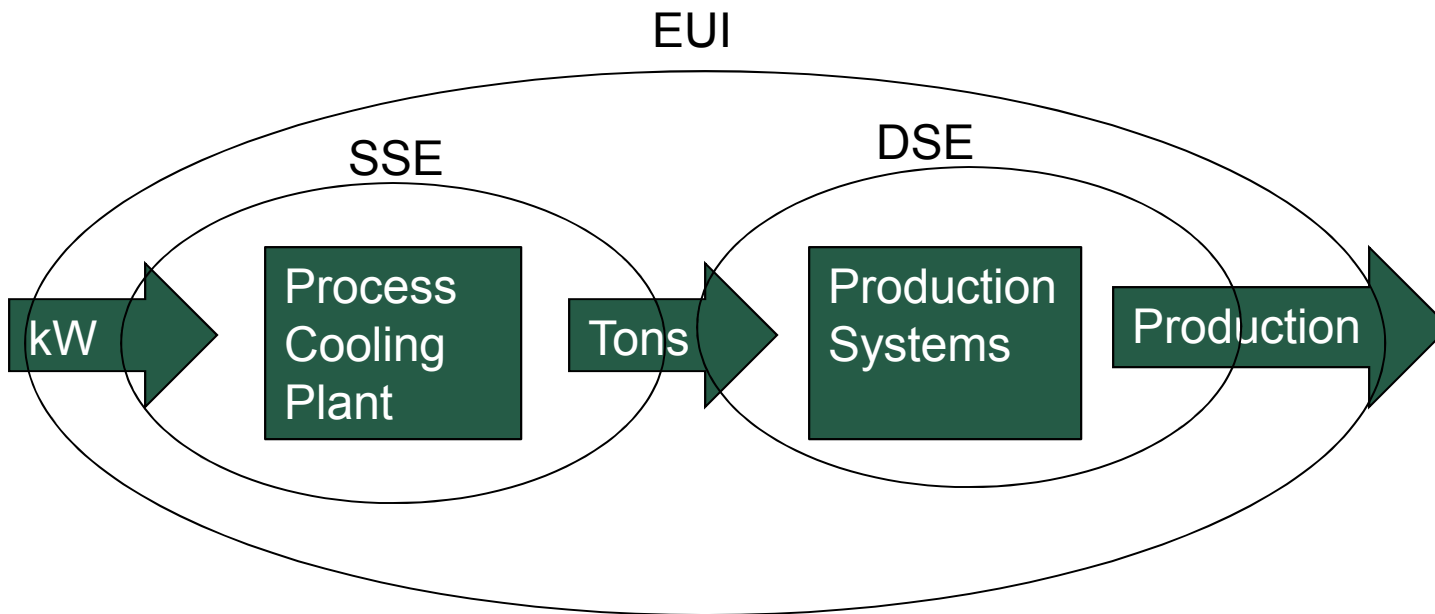 EUI
SSE
DSE
kW
Process
Cooling
Plant
Tons
Production
Systems
Production